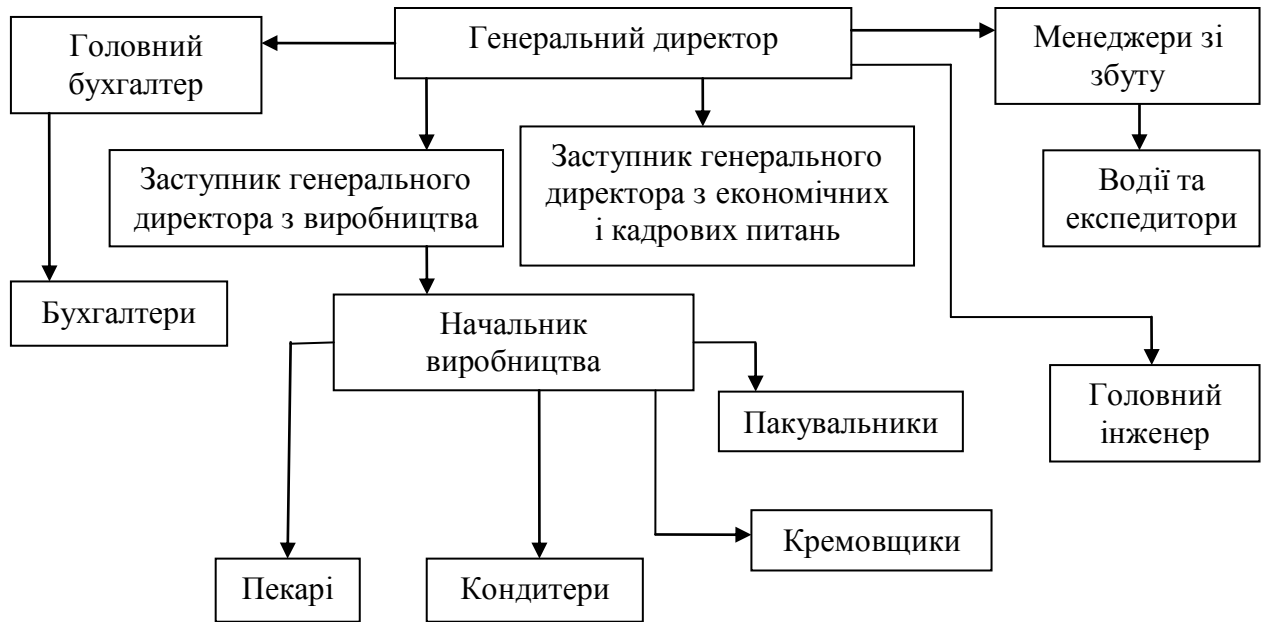 Головний
бухгалтер
Генеральний директор
Менеджери зі
збуту
Заступник генерального
директора з виробництва
Заступник генерального
директора з економічних
і кадрових питань
Водії та
експедитори
Бухгалтери
Начальник
виробництва
Пакувальники
Головний
інженер
Кремовщики
Пекарі
Кондитери